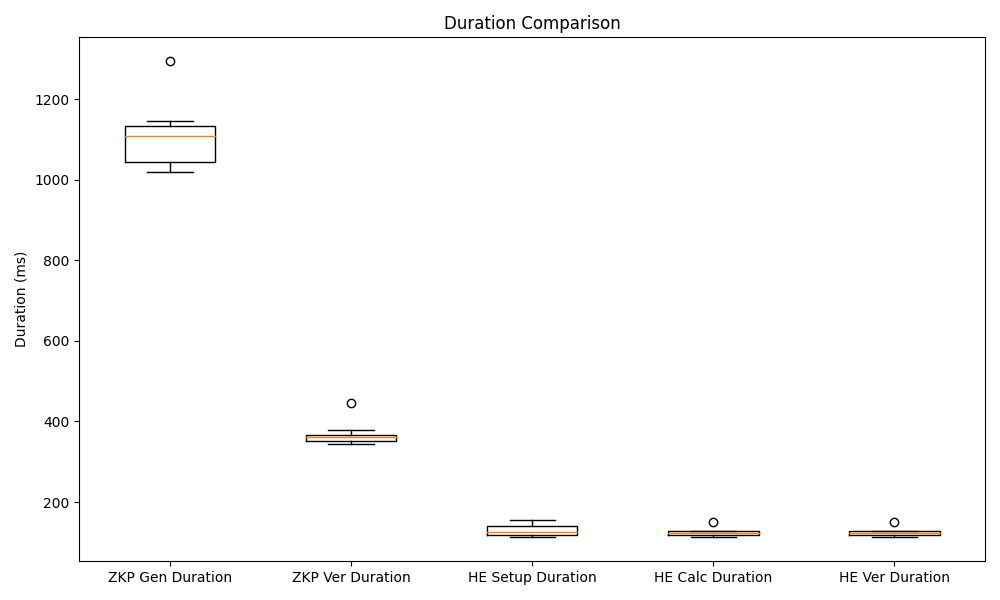 Duration Comparison
Duration (ms)
1200
1000
800
600
400
200
ZKP Gen Duration
ZKP Ver Duration
HE Setup Duration
HE Calc Duration
HE Ver Duration